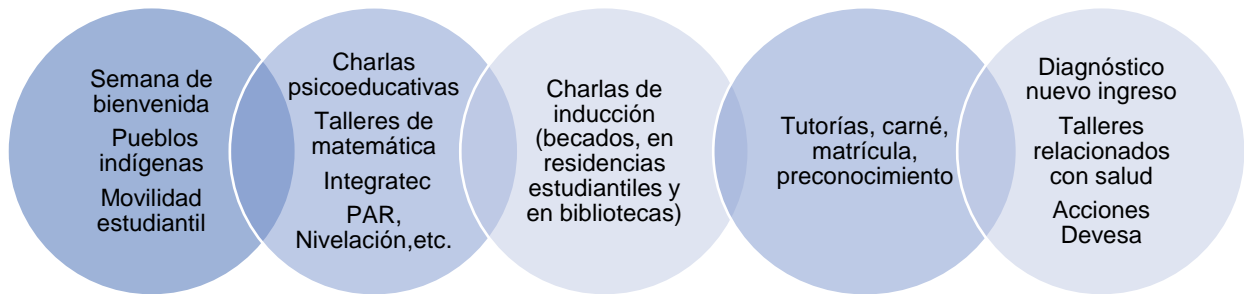 Semana de
bienvenida
Pueblos
indígenas
Movilidad
estudiantil
Charlas
psicoeducativas
Talleres de
matemática
Integratec
PAR,
Nivelación,etc.
Charlas de
inducción
(becados, en
residencias
estudiantiles y
en bibliotecas)
Tutorías, carné,
matrícula,
preconocimiento
Diagnóstico
nuevo ingreso
Talleres
relacionados
con salud
Acciones
Devesa